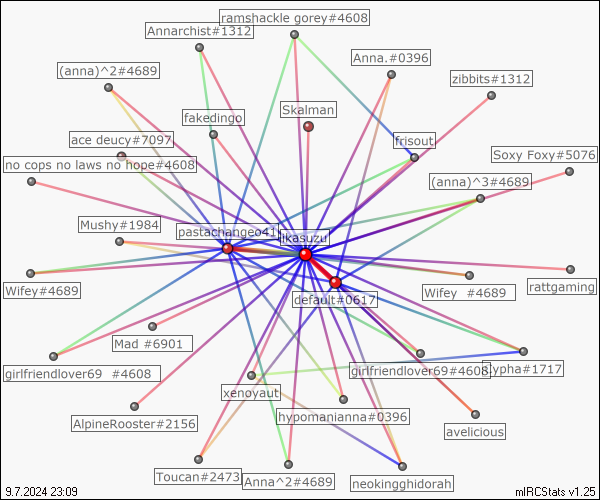 ramshackle gorey#4608
Annarchist#1312
Anna.#0396
(anna)^2#4689
zibbits#1312
Skalman
fakedingo
ace deucy#7097
frisout
no cops no laws no hope#4608
Soxy Foxy#5076
(anna)^3#4689
Mushy#1984
pastachangeo41
ikasuzu
Wifey#4689
Wifey #4689
rattgaming
default#0617
Mad #6901
girlfriendlover69 #4608
girlfriendlover69#4608
ypha#1717
xenoyaut
hypomanianna#0396
AlpineRooster#2156
avelicious
Toucan#2473
Anna^2#4689
neokingghidorah
9.7.2024 23:09
mIRCStats v1.25